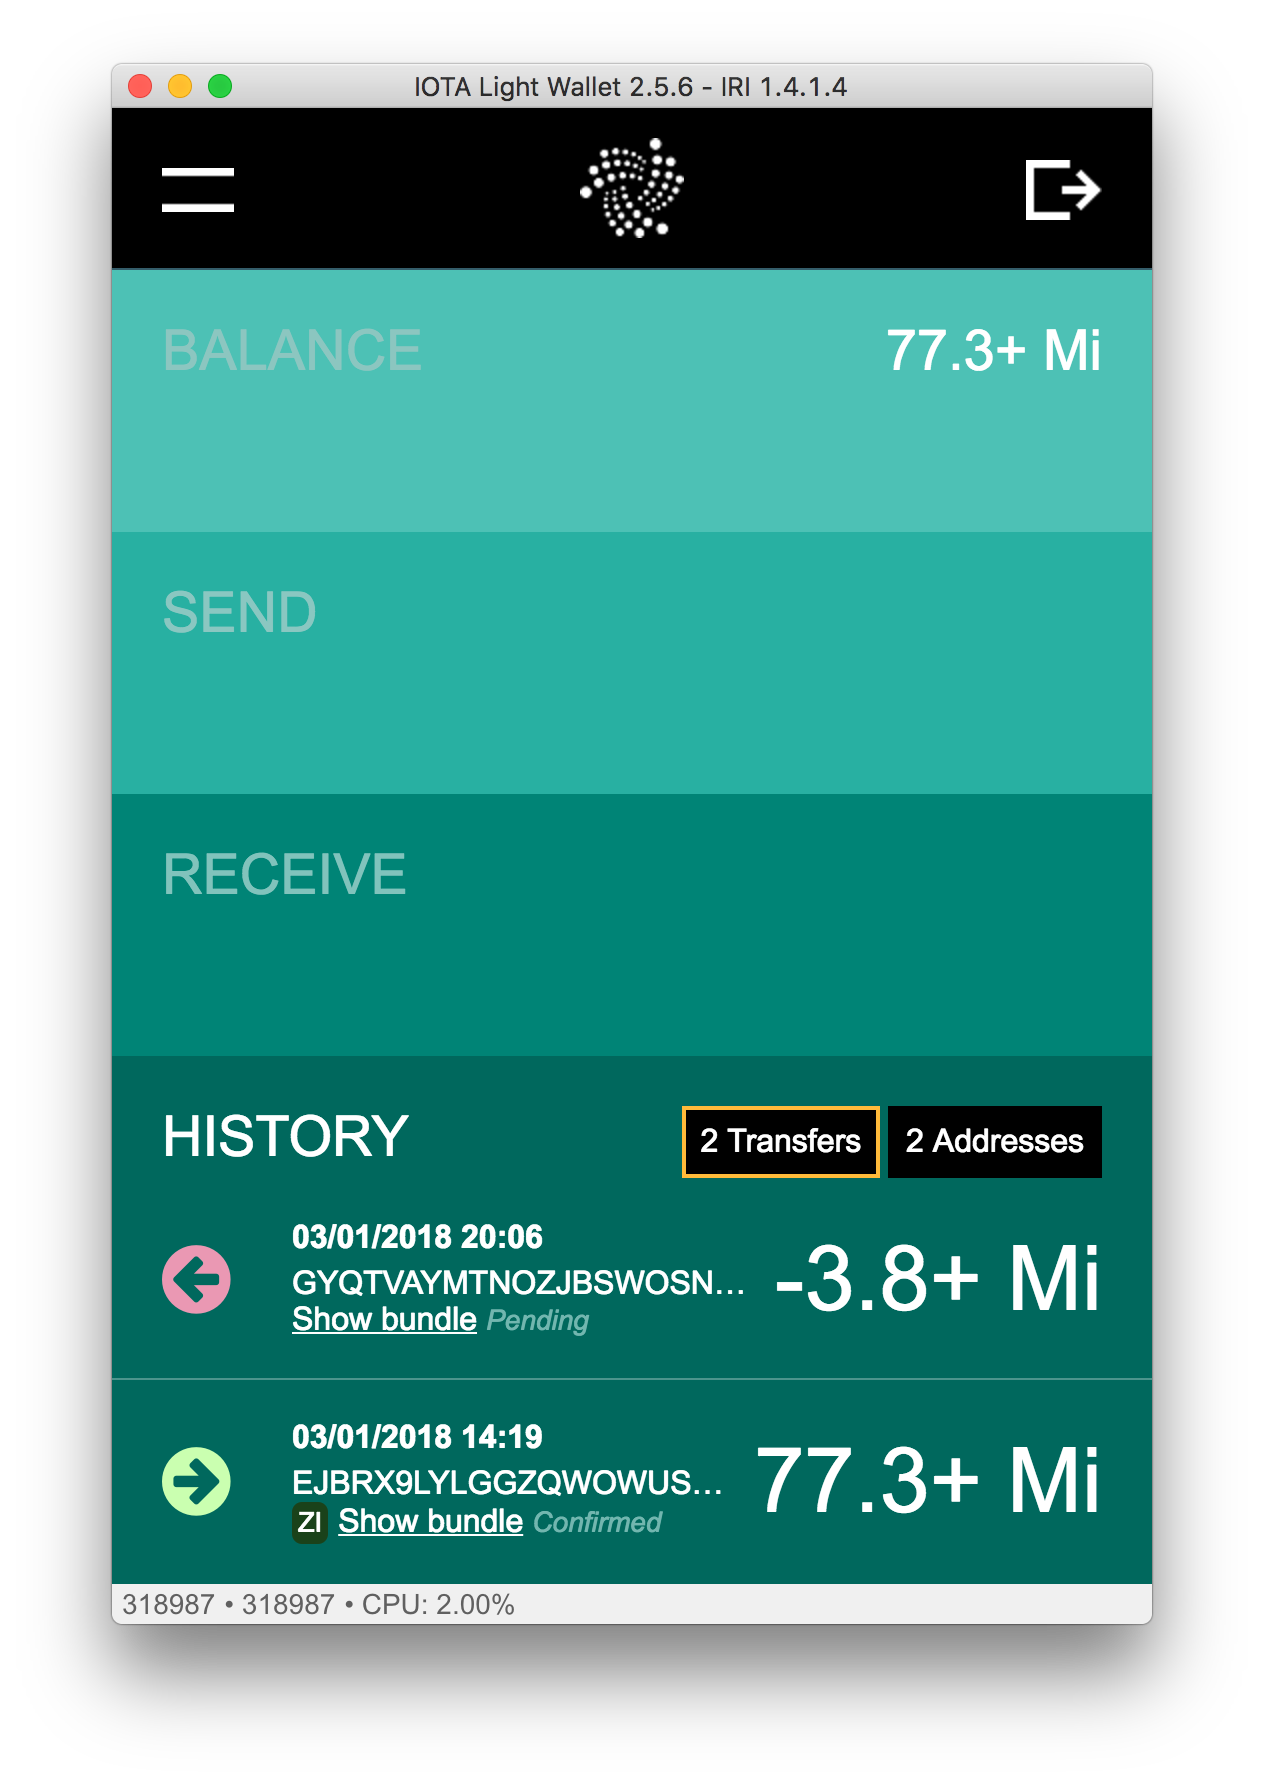 IOTA Light Wallet 2.5.6 - IRI 1.4.1.4
BALANCE 77.3+ Mi
SEND
RECEIVE
HISTORY 2 Transfers 2 Addresses
03/01/2018 20:06
GYQTVAYMTNOZJBSWOSN... -3.8+ Mi
Show bundle Pending
03/01/2018 14:19
EJBRX9LYLGGZQWOWUS... 77.3+ Mi
ZI Show bundle Confirmed
318987 • 318987 • CPU: 2.00%